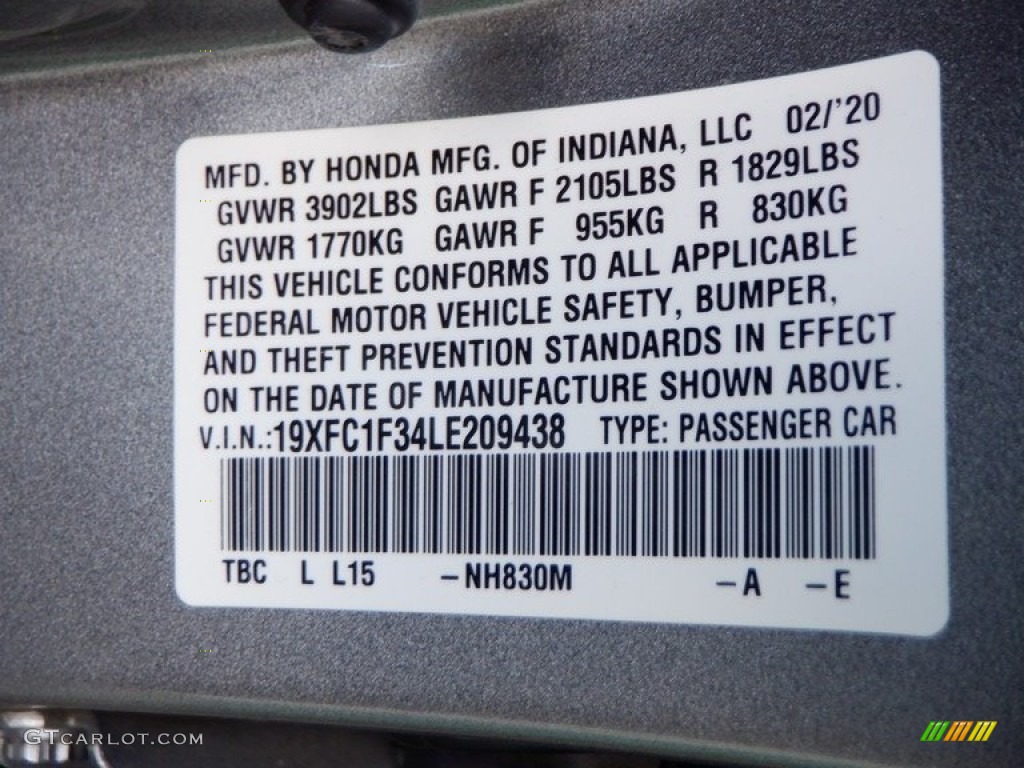 MFD. BY HONDA MFG. OF INDIANA, LLC 02/'20
GVWR 3902LBS GAWR F 2105LBS R 1829LBS
GVWR 1770KG GAWR F 955KG R 830KG
THIS VEHICLE CONFORMS TO ALL APPLICABLE
FEDERAL MOTOR VEHICLE SAFETY, BUMPER,
AND THEFT PREVENTION STANDARDS IN EFFECT
ON THE DATE OF MANUFACTURE SHOWN ABOVE.
V.I.N.:19XFC1F34LE209438 TYPE: PASSENGER CAR
TBC L L15 –NH830M –A –E
GTCARLOT.COM